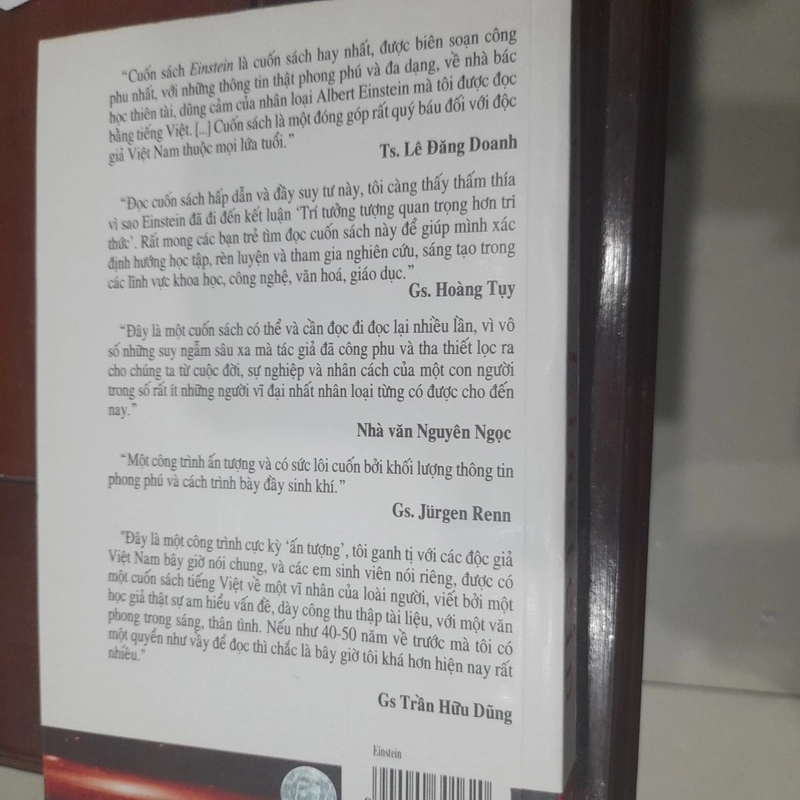 “Cuốn sách Einstein là cuốn sách hay nhất, được biên soạn công
phu nhất, với những thông tin thật phong phú và đa dạng, về nhà bác
học thiên tài, dũng cảm của nhân loại Albert Einstein mà tôi được đọc
bằng tiếng Việt. [...] Cuốn sách là một đóng góp rất quý báu đối với độc
giả Việt Nam thuộc mọi lứa tuổi.”
Ts. Lê Đăng Doanh
“Đọc cuốn sách hấp dẫn và đầy suy tư này, tôi càng thấy thấm thía
vì sao Einstein đã đi đến kết luận ‘Trí tưởng tượng quan trọng hơn tri
thức’. Rất mong các bạn trẻ tìm đọc cuốn sách này để giúp mình xác
định hướng học tập, rèn luyện và tham gia nghiên cứu, sáng tạo trong
các lĩnh vực khoa học, công nghệ, văn hoá, giáo dục.”
Gs. Hoàng Tụy
“Đây là một cuốn sách có thể và cần đọc đi đọc lại nhiều lần, vì vô
số những suy ngẫm sâu xa mà tác giả đã công phu và tha thiết lọc ra
cho chúng ta từ cuộc đời, sự nghiệp và nhân cách của một con người
trong số rất ít những người vĩ đại nhất nhân loại từng có được cho đến
nay.”
Nhà văn Nguyên Ngọc
“Một công trình ấn tượng và có sức lôi cuốn bởi khối lượng thông tin
phong phú và cách trình bày đầy sinh khí.”
Gs. Jürgen Renn
"Đây là một công trình cực kỳ ‘ấn tượng’, tôi ganh tị với các độc giả
Việt Nam bây giờ nói chung, và các em sinh viên nói riêng, được có
một cuốn sách tiếng Việt về một vĩ nhân của loài người, viết bởi một
học giả thật sự am hiểu vấn đề, dày công thu thập tài liệu, với một văn
phong trong sáng, thân tình. Nếu như 40-50 năm về trước mà tôi có
một quyển như vậy để đọc thì chắc là bây giờ tôi khá hơn hiện nay rất
nhiều."
Gs Trần Hữu Dũng
Einstein